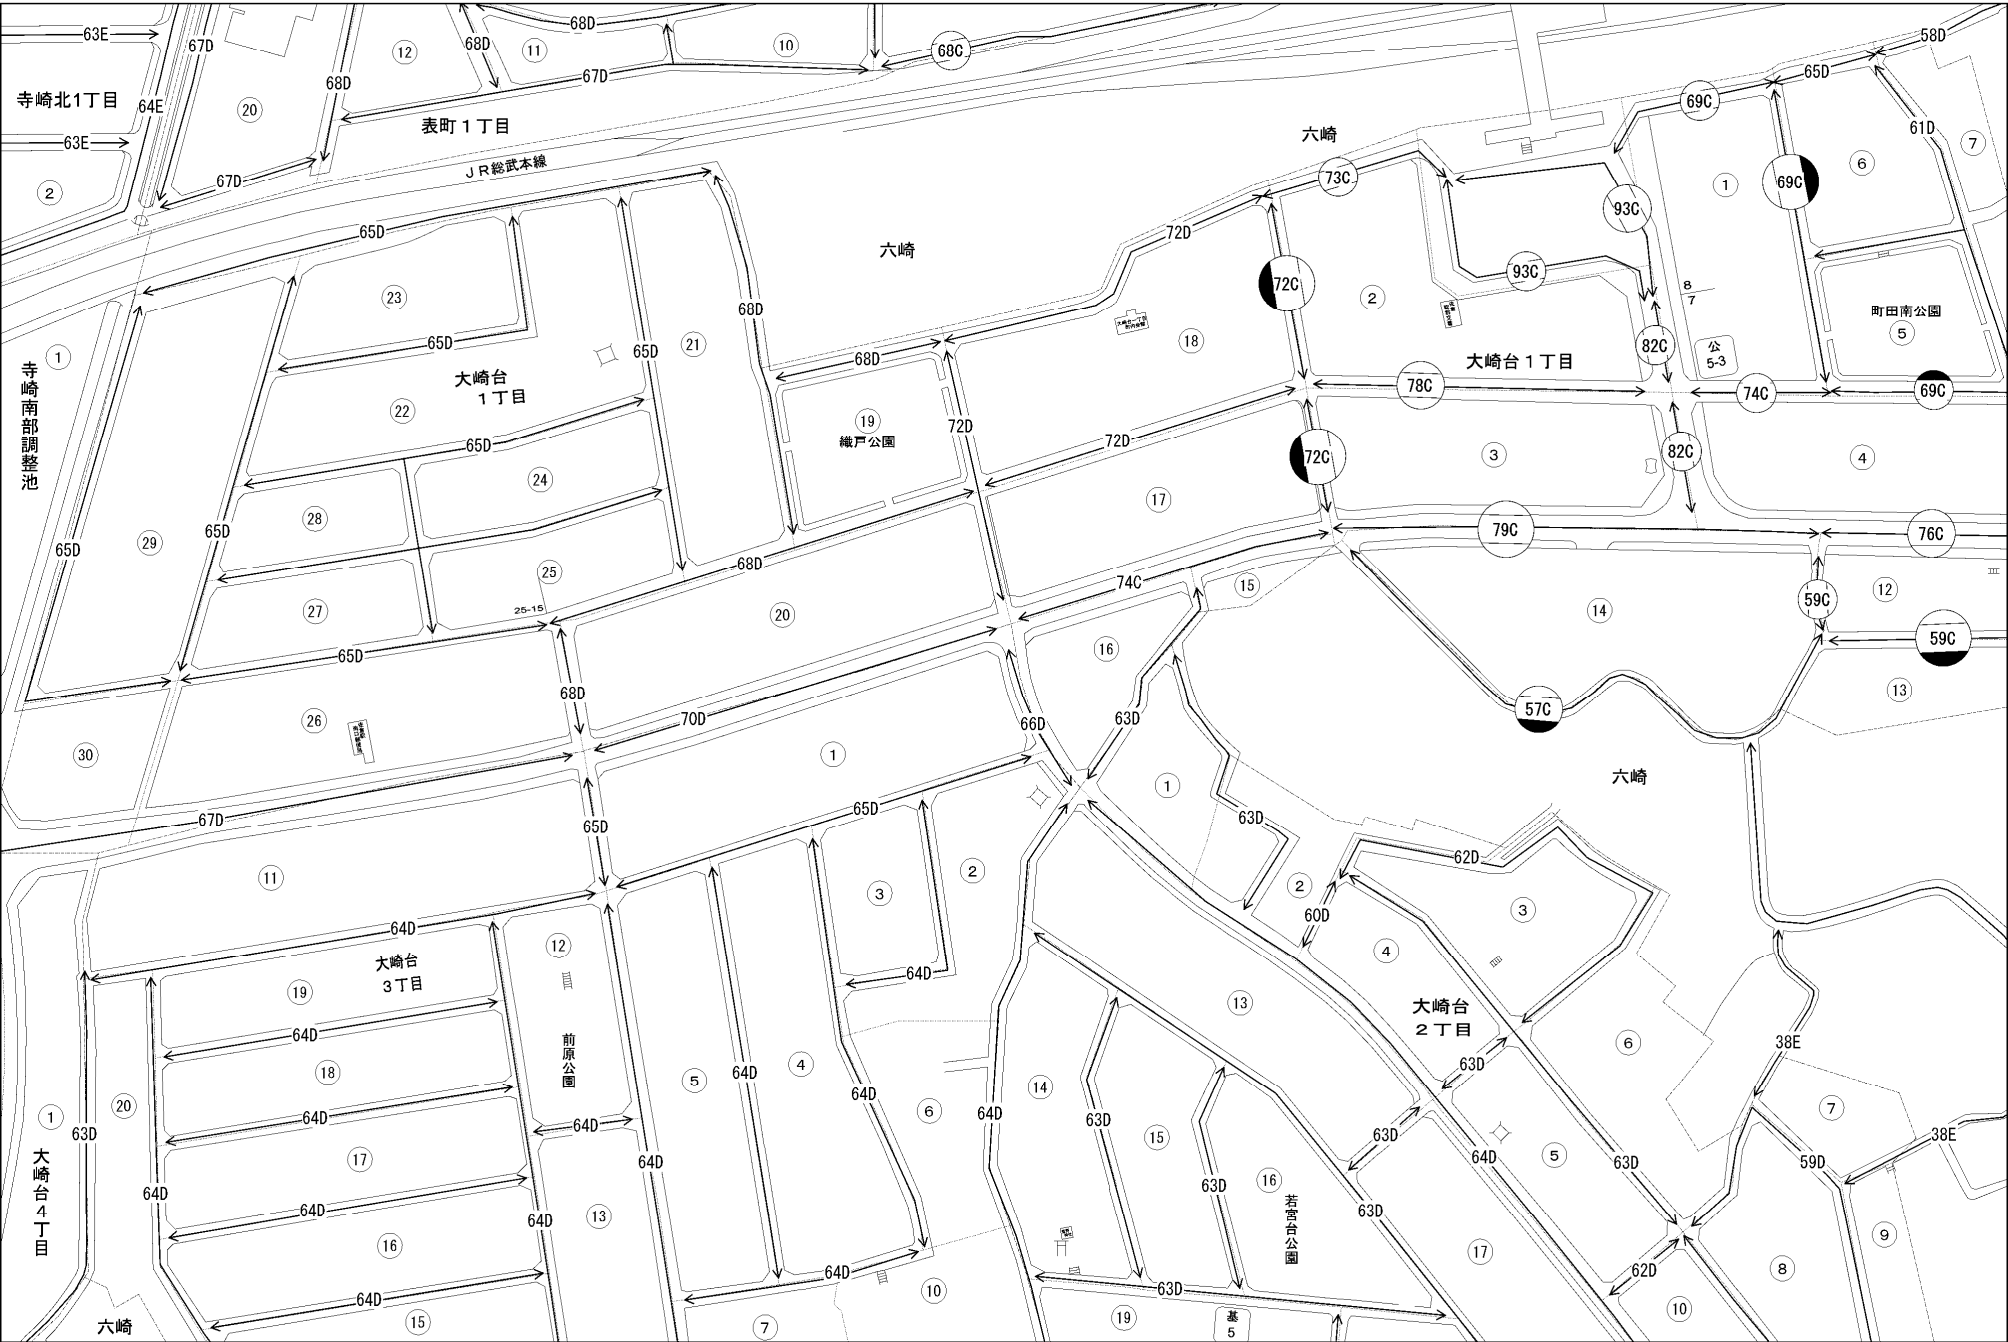 63E
67D
68D
68D
68D
12
11
10
68C
58D
寺崎北1丁目
64E
68D
20
67D
表町1丁目
六崎
69C
65D
61D
7
63E
2
67D
JR総武本線
73C
1
69C
6
65D
六崎
72D
93C
23
68D
72C
2
93C
8
7
町田南公園
5
1
65D
65D
21
68D
18
大崎台1丁目
82C
公
5-3
寺崎南部調整池
大崎台
1丁目
22
19
織戸公園
72D
78C
74C
69C
65D
24
72D
72C
3
82C
4
28
17
65D
29
65D
79C
76C
25
68D
74C
15
14
59C
12
25-15
27
20
59C
65D
16
13
26
68D
70D
66D
63D
57C
30
1
1
六崎
67D
65D
65D
63D
11
3
2
62D
2
60D
3
64D
12
4
大崎台
3丁目
64D
19
13
大崎台
2丁目
64D
前原公園
6
38E
18
5
64D
4
64D
14
63D
7
1
20
63D
64D
64D
6
64D
63D
15
63D
64D
5
63D
59D
38E
大崎台4丁目
17
64D
64D
64D
13
63D
16
若宮台公園
63D
17
9
16
64D
64D
10
63D
62D
8
六崎
15
7
19
基
5
10